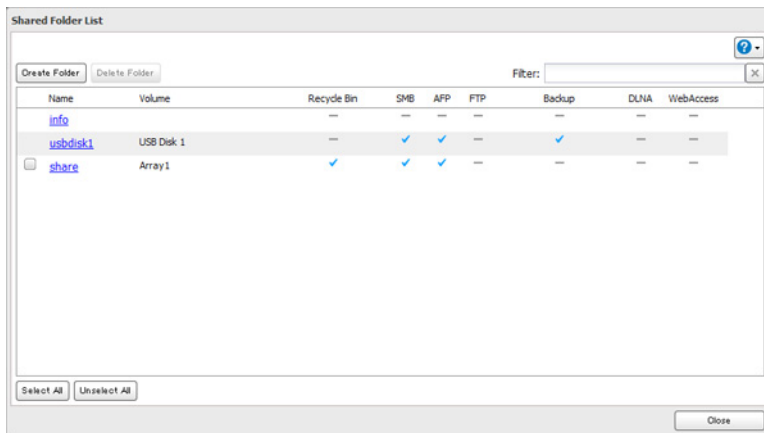 Shared Folder List
?
Create Folder Delete Folder Filter:
Name Volume Recycle Bin SMB AFP FTP Backup DLNA WebAccess
info — — — — — — —
usbdisk1 USB Disk 1 — ✓ ✓ — ✓ — —
share Array1 ✓ ✓ ✓ — — — —
Select All Unselect All
Close